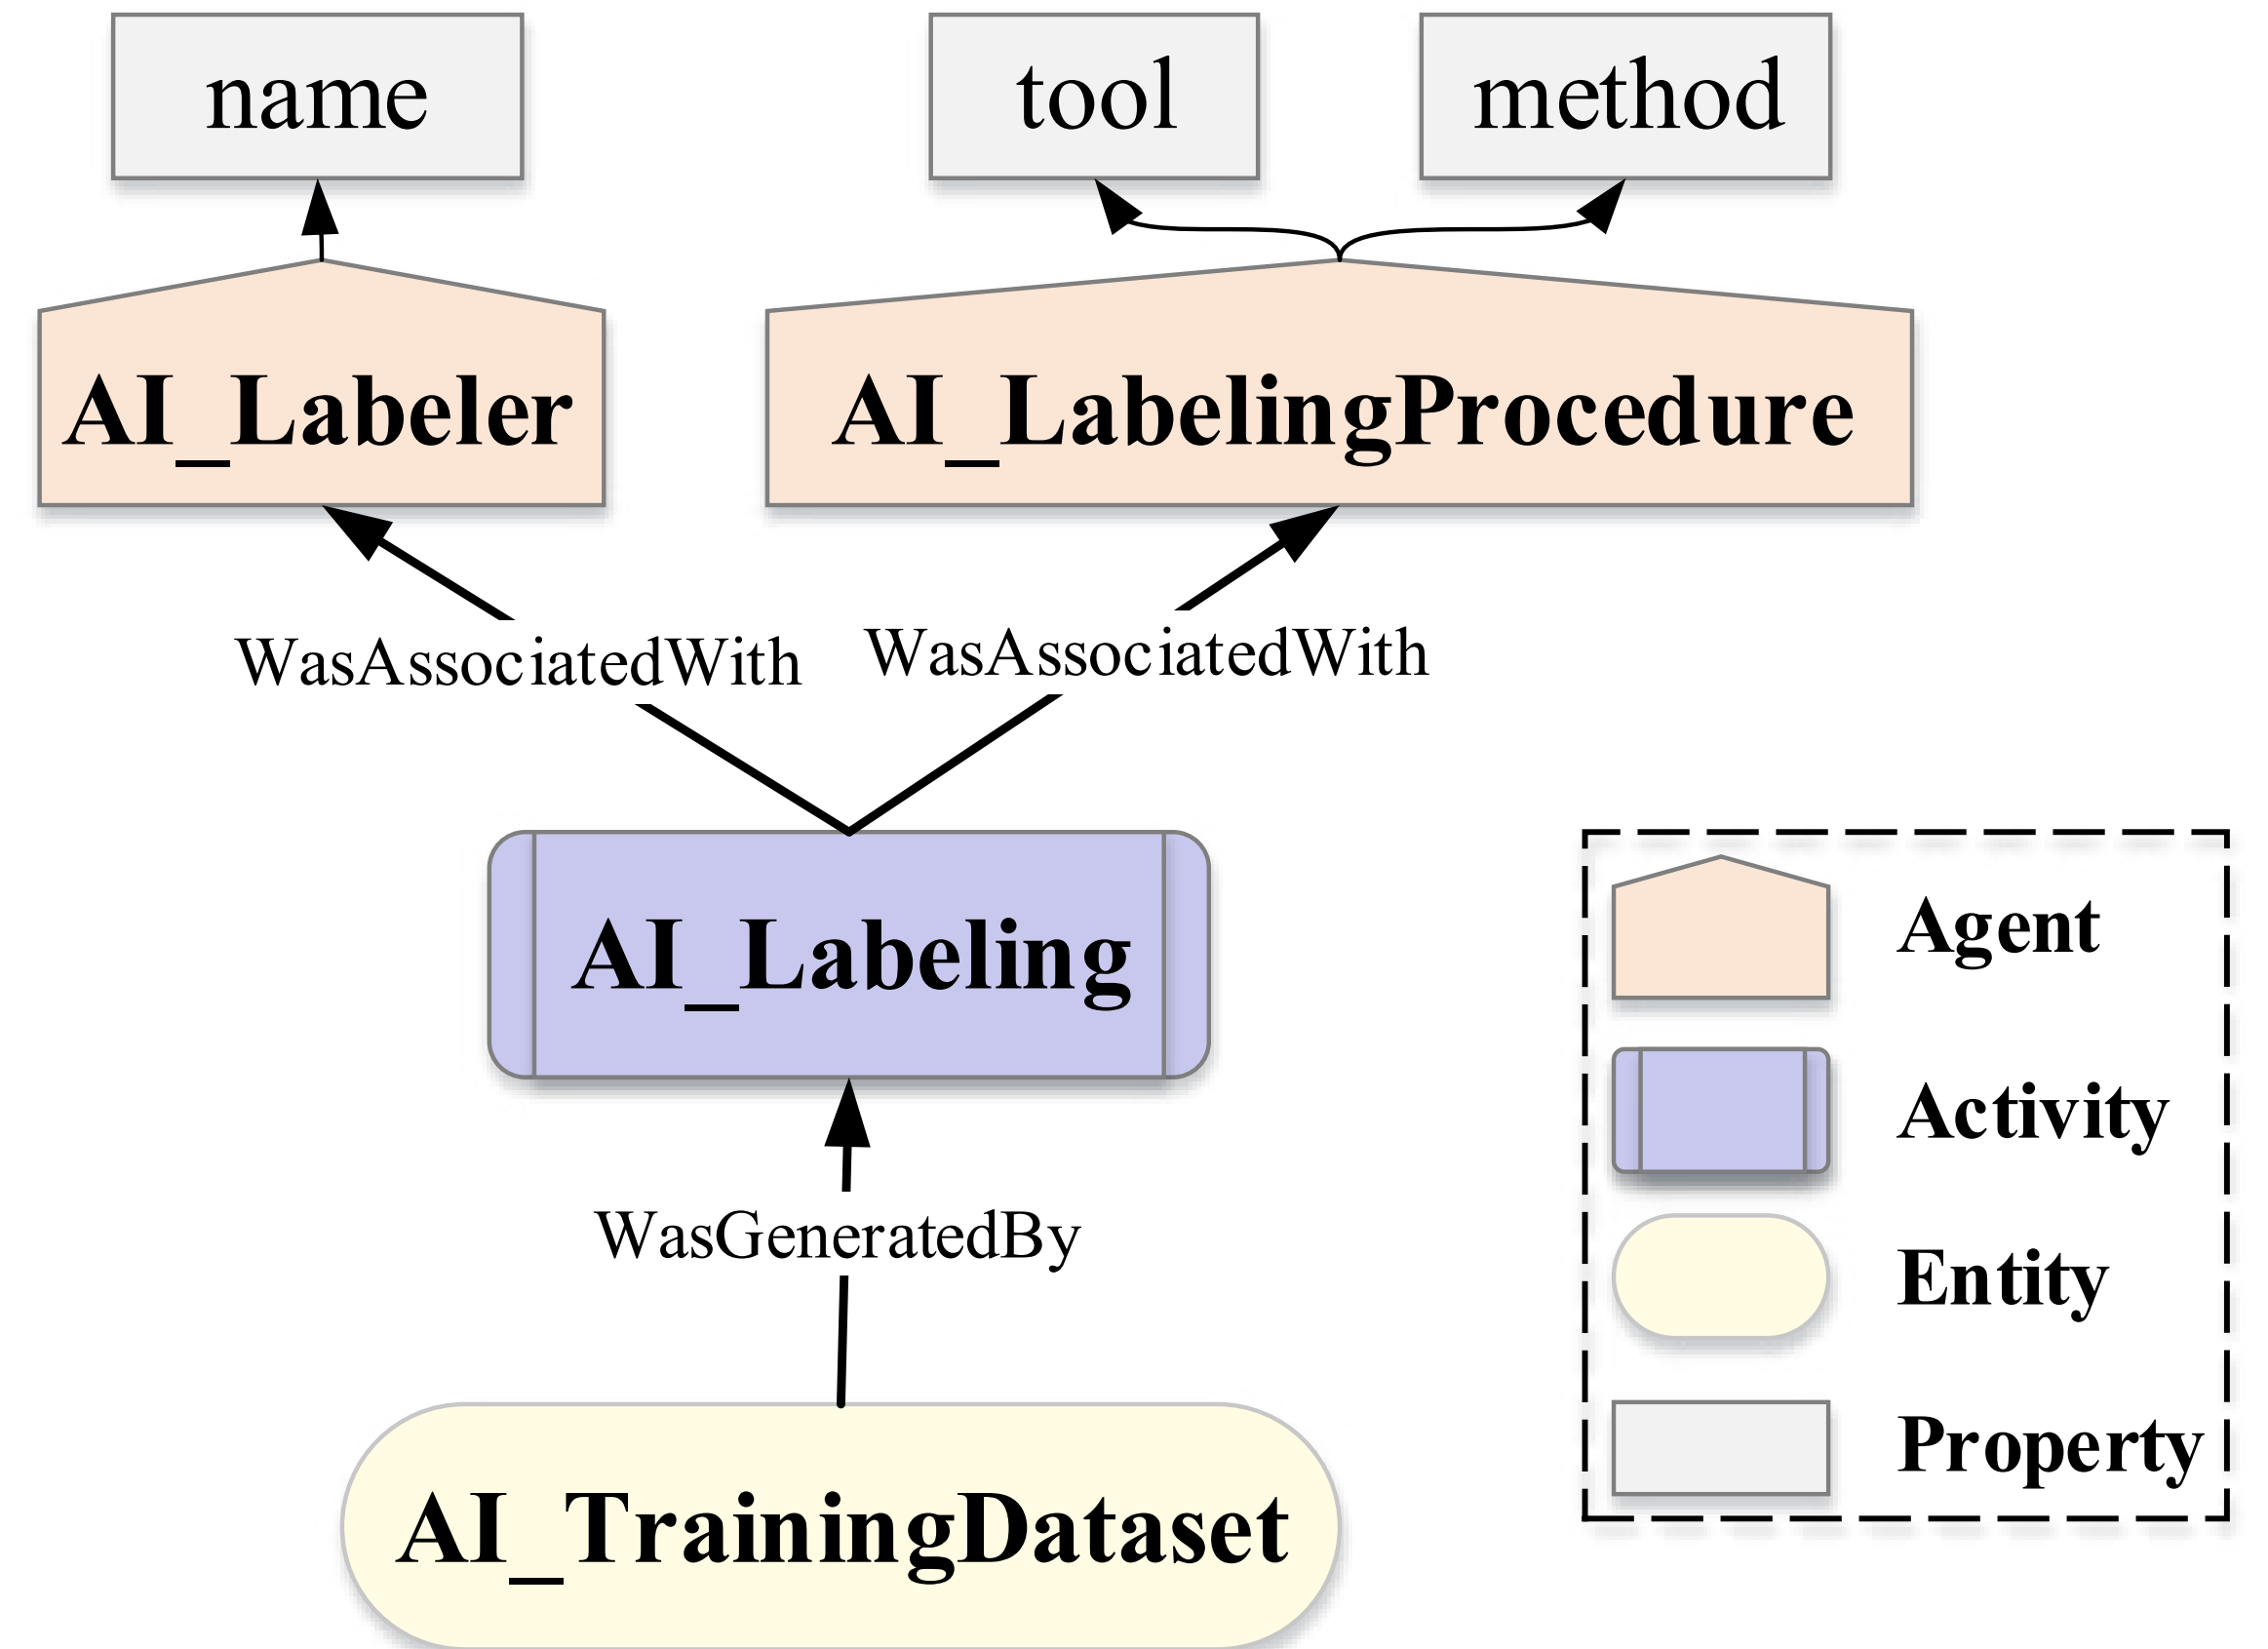 name
tool
method
AI_Labeler
AI_LabelingProcedure
WasAssociatedWith
WasAssociatedWith
AI_Labeling
WasGeneratedBy
AI_TrainingDataset
Agent
Activity
Entity
Property